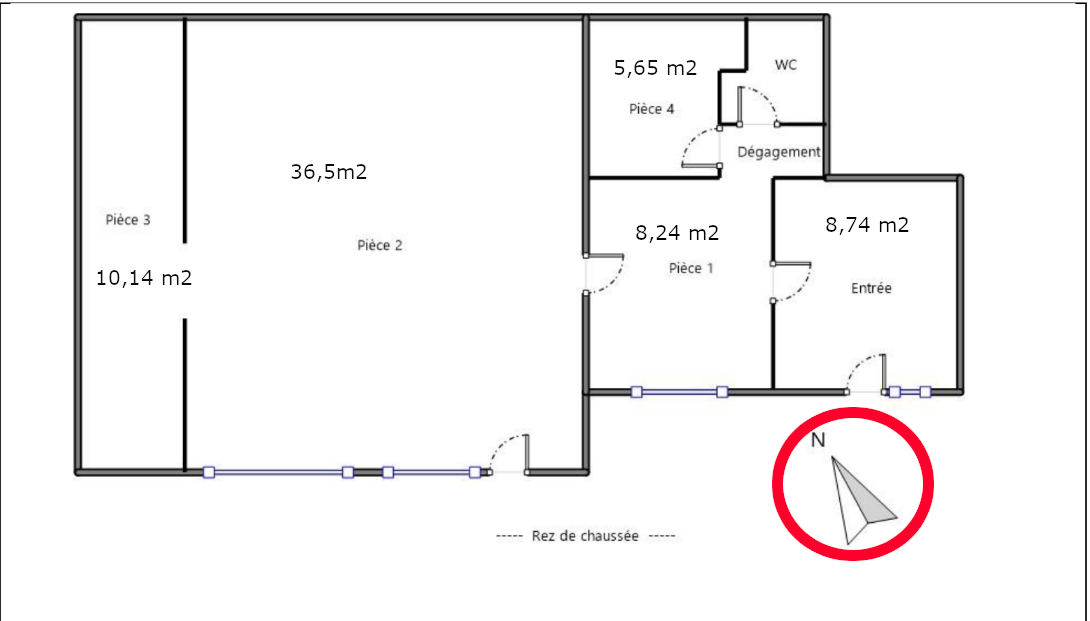 5,65 m2
WC
Pièce 4
Dégagement
36,5m2
Pièce 3
Pièce 2
8,24 m2
8,74 m2
10,14 m2
Pièce 1
Entrée
N
----- Rez de chaussée -----